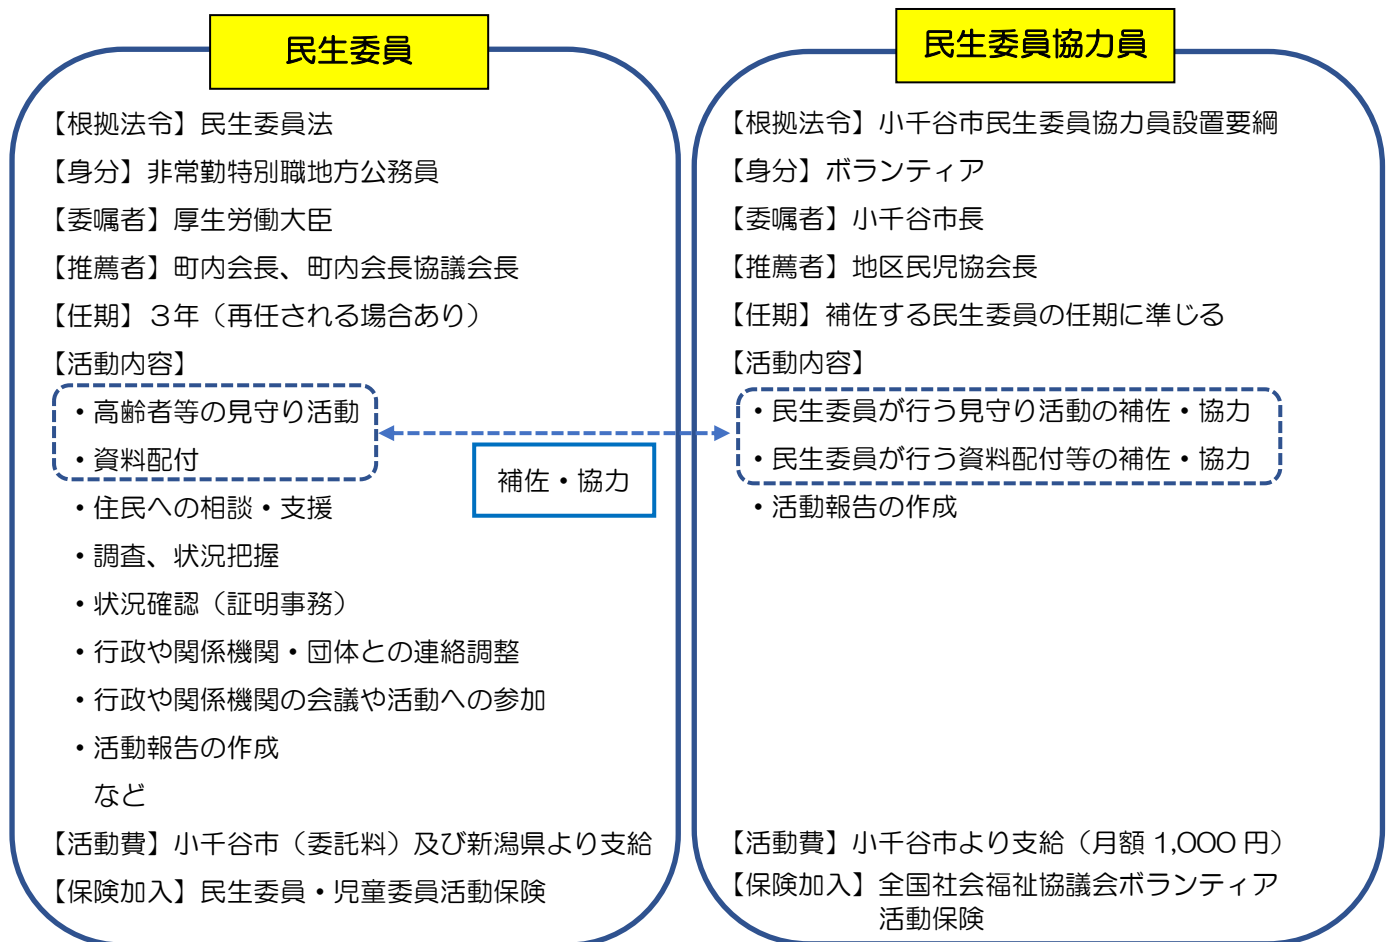 民生委員
【根拠法令】民生委員法
【身分】非常勤特別職地方公務員
【委嘱者】厚生労働大臣
【推薦者】町内会長、町内会長協議会長
【任期】３年（再任される場合あり）
【活動内容】
・高齢者等の見守り活動
・資料配付
・住民への相談・支援
・調査、状況把握
・状況確認（証明事務）
・行政や関係機関・団体との連絡調整
・行政や関係機関の会議や活動への参加
・活動報告の作成
など
【活動費】小千谷市（委託料）及び新潟県より支給
【保険加入】民生委員・児童委員活動保険
補佐・協力
民生委員協力員
【根拠法令】小千谷市民生委員協力員設置要綱
【身分】ボランティア
【委嘱者】小千谷市長
【推薦者】地区民児協会長
【任期】補佐する民生委員の任期に準じる
【活動内容】
・民生委員が行う見守り活動の補佐・協力
・民生委員が行う資料配付等の補佐・協力
・活動報告の作成
【活動費】小千谷市より支給（月額 1,000 円）
【保険加入】全国社会福祉協議会ボランティア
活動保険